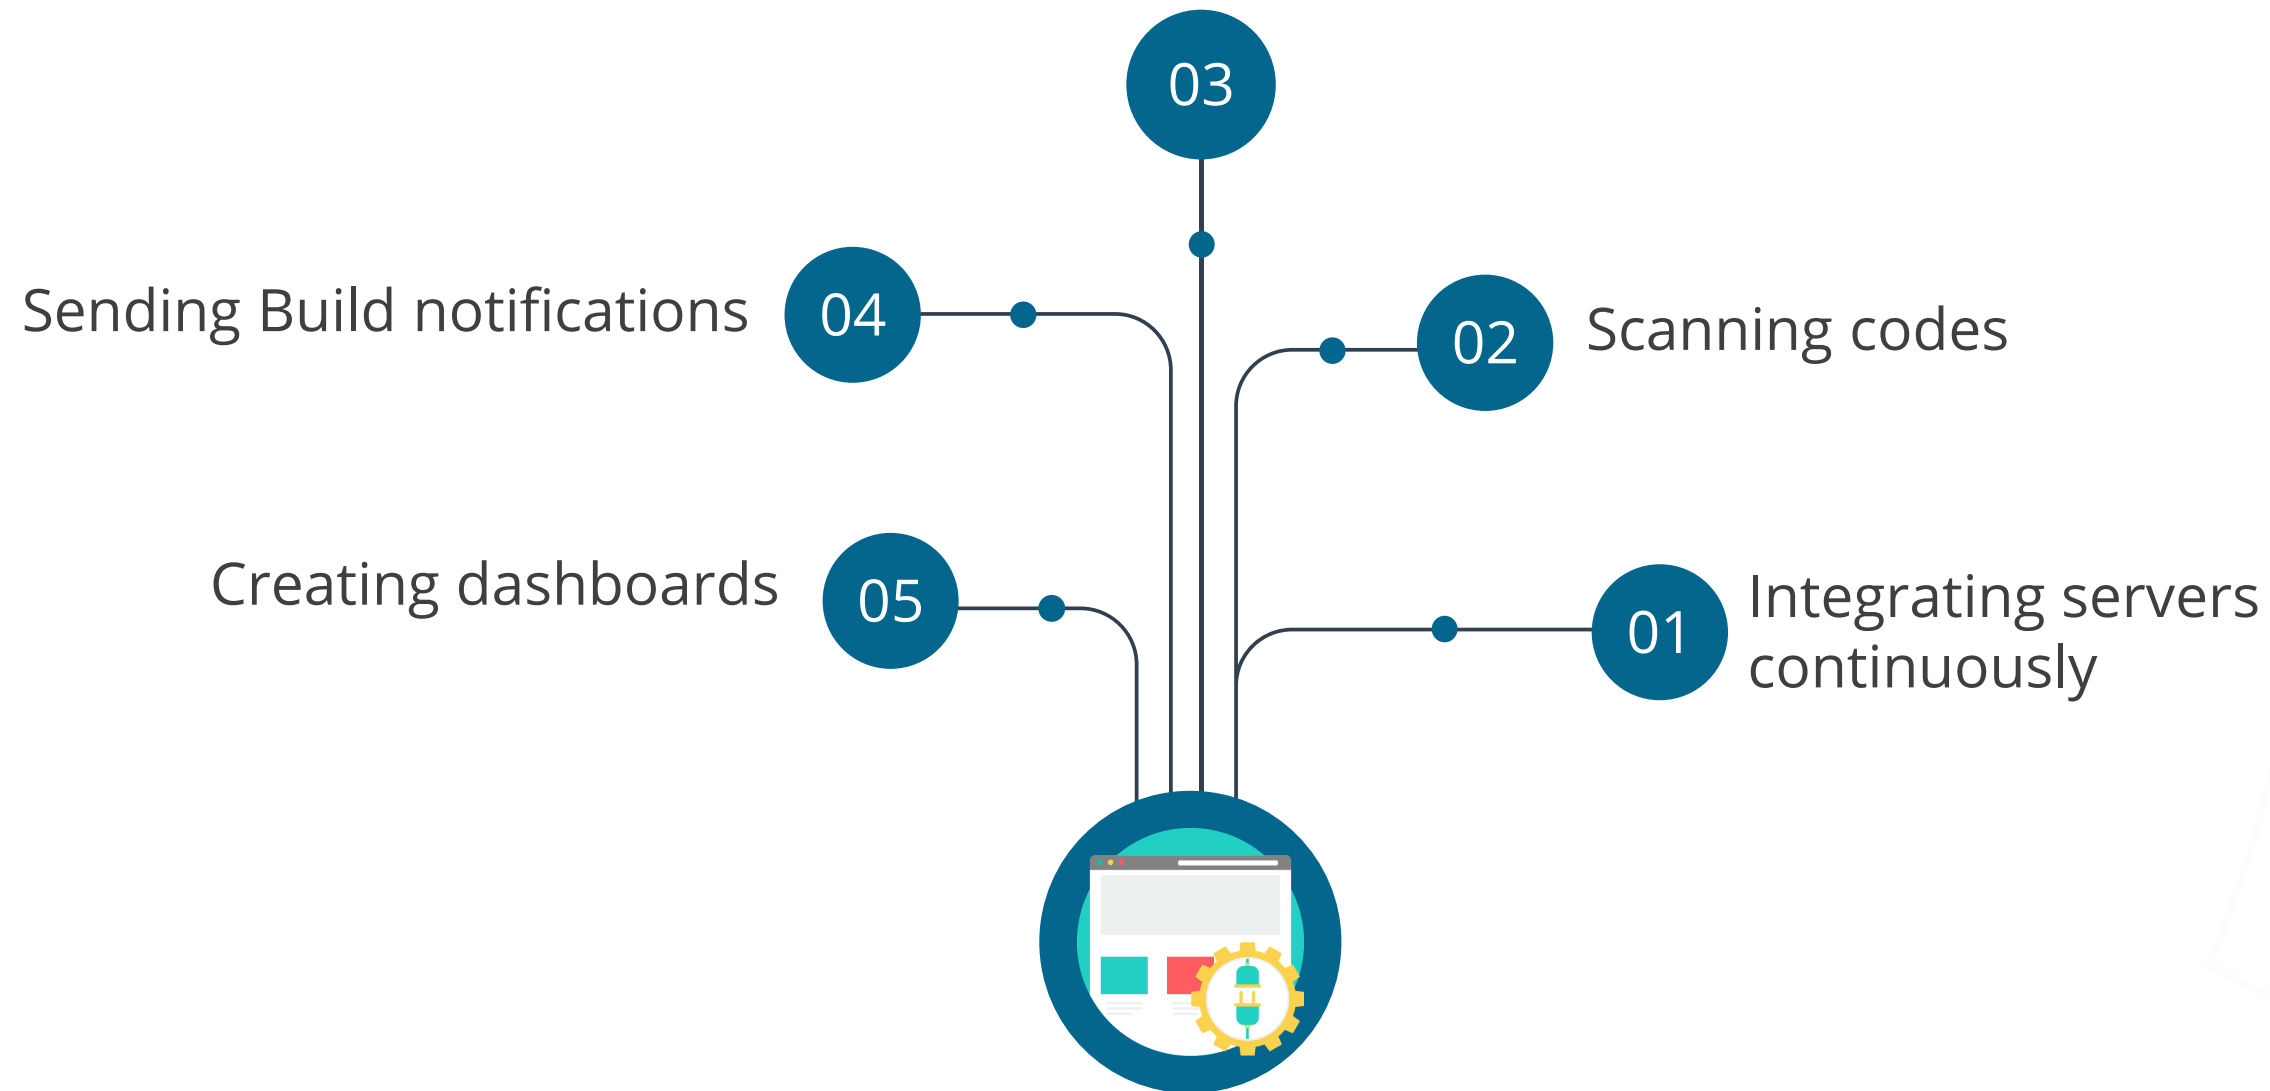 03
Sending Build notifications
04
02
Scanning codes
Creating dashboards
05
01
Integrating servers
continuously